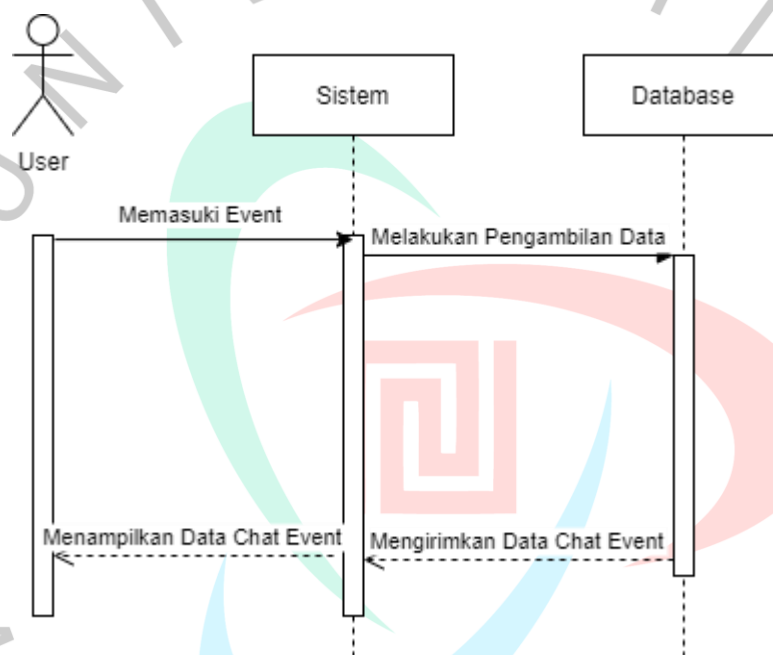 Sistem
Database
User
Memasuki Event
Melakukan Pengambilan Data
Menampilkan Data Chat Event
Mengirimkan Data Chat Event